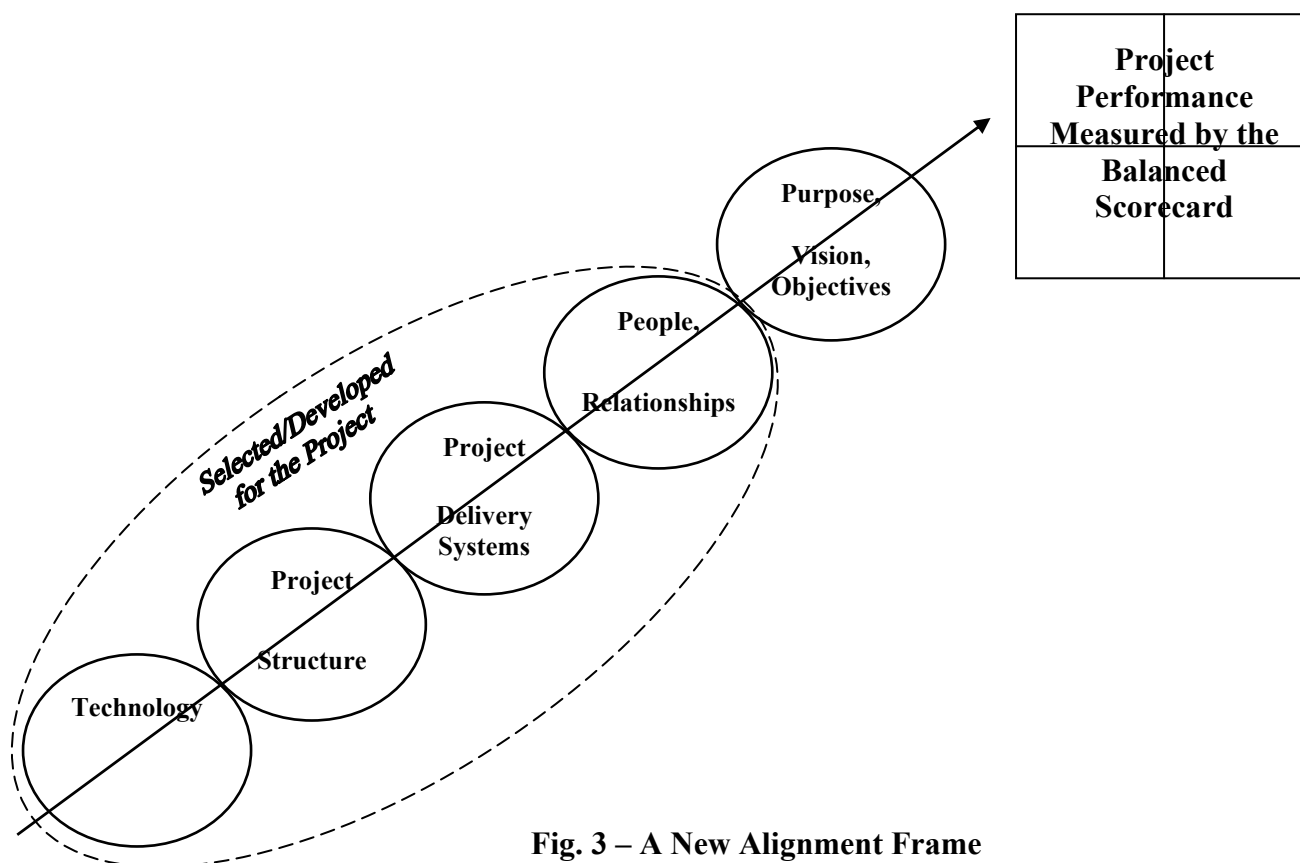 Project
Performance
Measured by the
Balanced
Scorecard
Purpose,
Vision,
Objectives
People,
Relationships
Selected/Developed
for the Project
Project
Delivery
Systems
Project
Structure
Technology
Fig. 3 – A New Alignment Frame